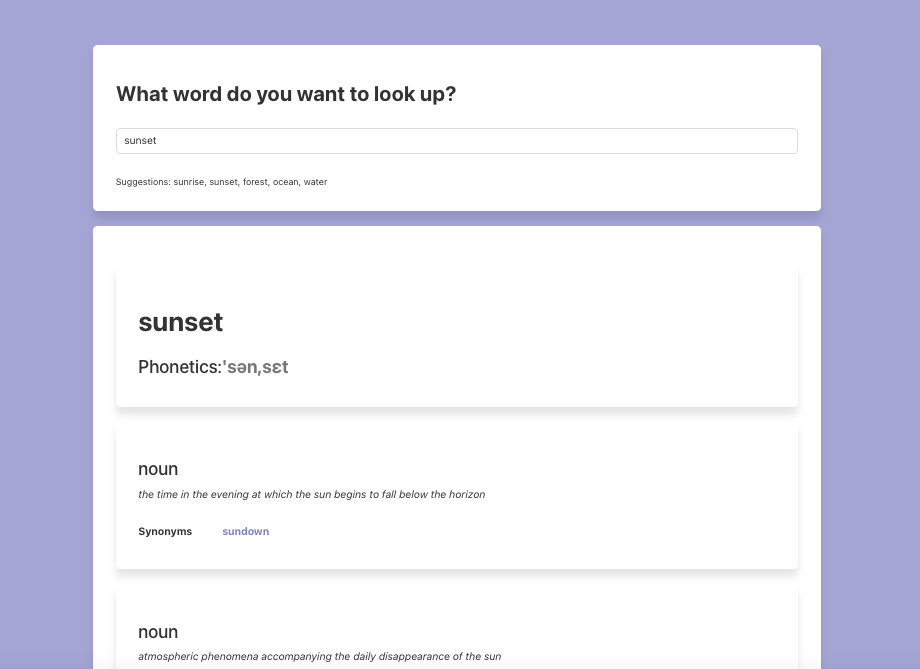 What word do you want to look up?
sunset
Suggestions: sunrise, sunset, forest, ocean, water
sunset
Phonetics:'sən,sɛt
noun
the time in the evening at which the sun begins to fall below the horizon
Synonyms sundown
noun
atmospheric phenomena accompanying the daily disappearance of the sun